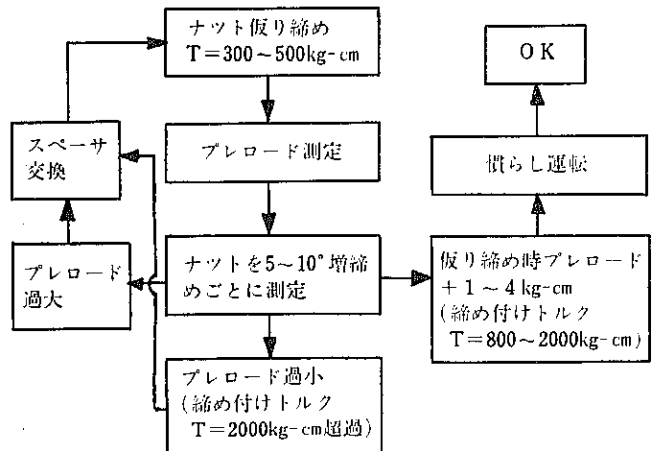 ナツト仮り締め
T=300～500kg-cm
OK
スペーサ
交換
プレロード測定
慣らし運転
プレロード
過大
ナツトを5～10°増締
めごとに測定
仮り締め時プレロード
+1～4kg-cm
(締め付けトルク
T=800～2000kg-cm)
プレロード過小
(締め付けトルク
T=2000kg-cm超過)